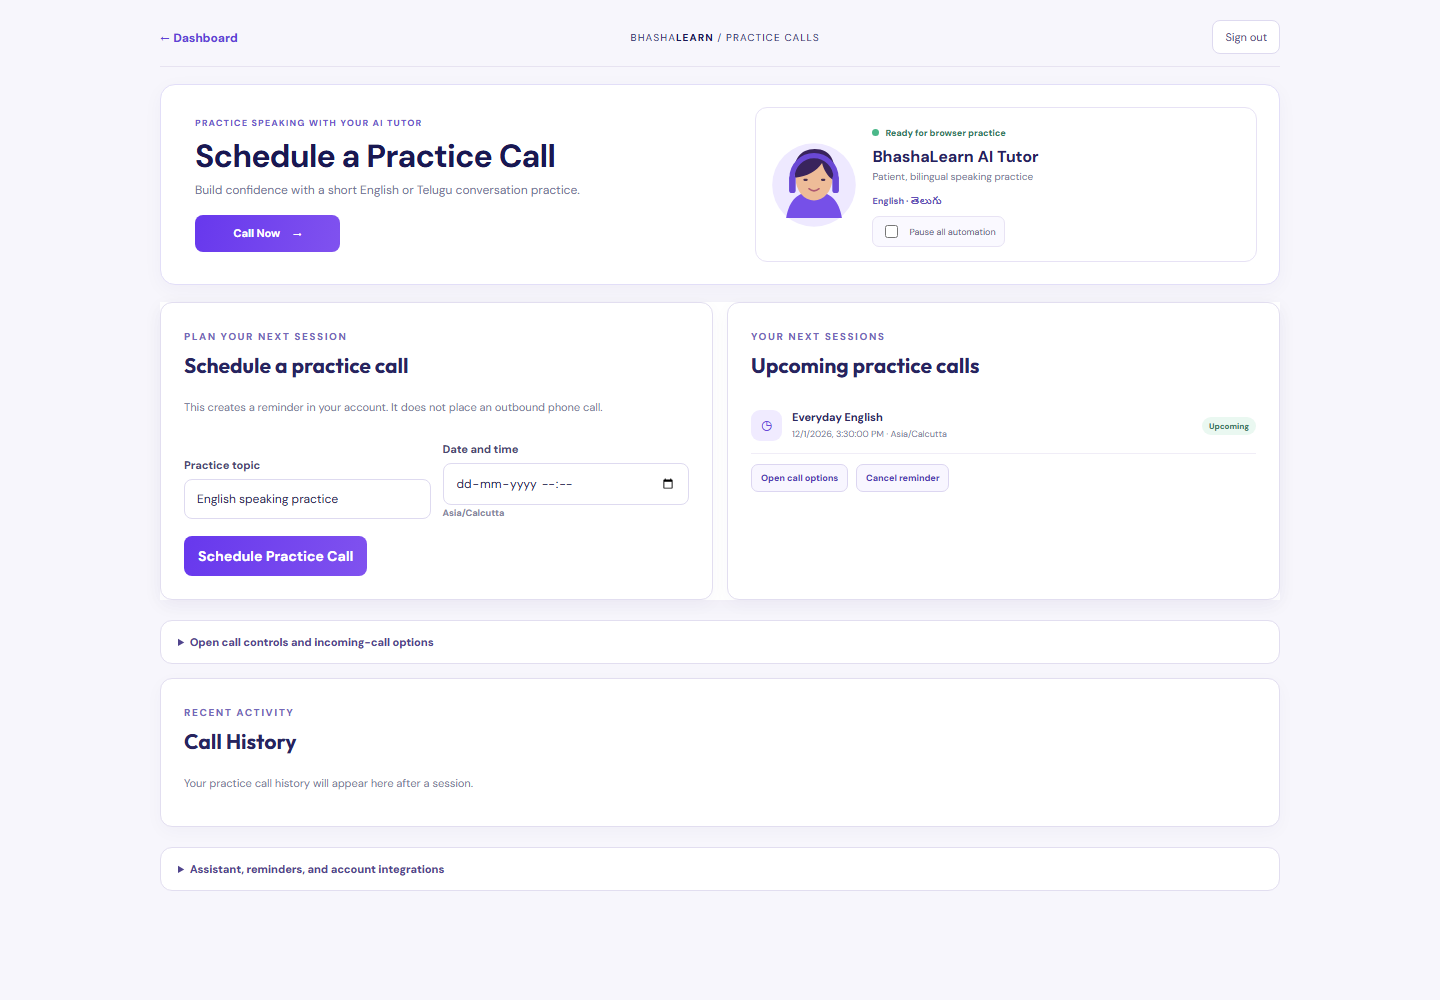 ← Dashboard
BHASHALEARN / PRACTICE CALLS
Sign out
PRACTICE SPEAKING WITH YOUR AI TUTOR
Schedule a Practice Call
Build confidence with a short English or Telugu conversation practice.
Call Now →
Ready for browser practice
BhashaLearn AI Tutor
Patient, bilingual speaking practice
English · తెలుగు
Pause all automation
PLAN YOUR NEXT SESSION
Schedule a practice call
This creates a reminder in your account. It does not place an outbound phone call.
Practice topic
English speaking practice
Date and time
dd-mm-yyyy --:--
Asia/Calcutta
Schedule Practice Call
YOUR NEXT SESSIONS
Upcoming practice calls
Everyday English
12/1/2026, 3:30:00 PM · Asia/Calcutta
Upcoming
Open call options
Cancel reminder
Open call controls and incoming-call options
RECENT ACTIVITY
Call History
Your practice call history will appear here after a session.
Assistant, reminders, and account integrations